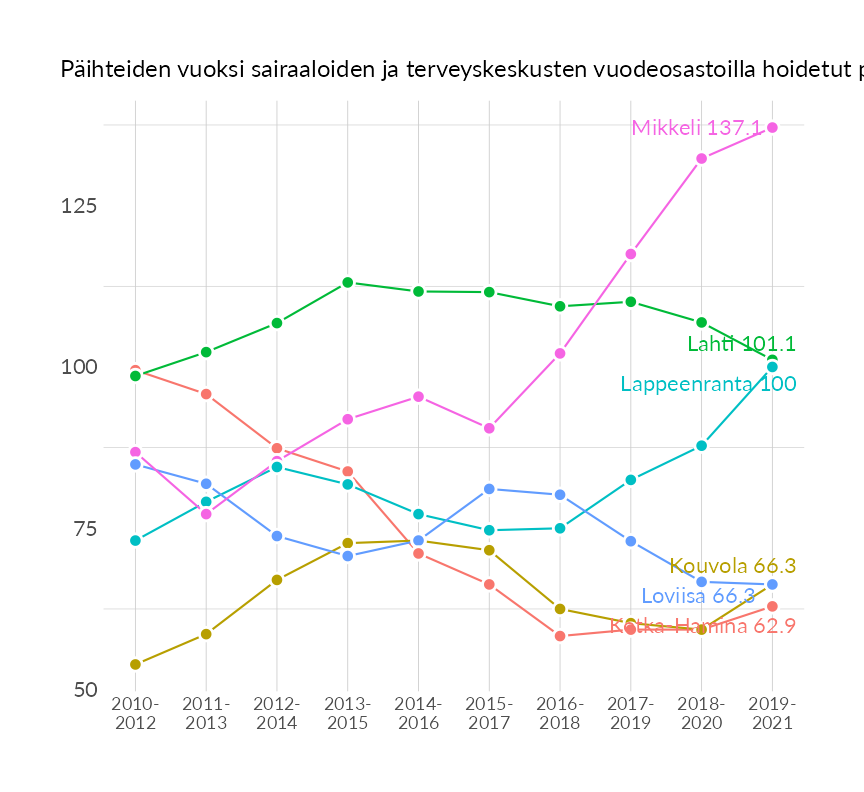 Päihteiden vuoksi sairaaloiden ja terveyskeskusten vuodeosastoilla hoidetut
Mikkeli 137.1
125
Lahti 101.1
100
Lappeenranta 100
75
Kouvola 66.3
Loviisa 66.3
Kotka-Hamina 62.9
50
2010- 2011- 2012- 2013- 2014- 2015- 2016- 2017- 2018- 2019-
2012 2013 2014 2015 2016 2017 2018 2019 2020 2021